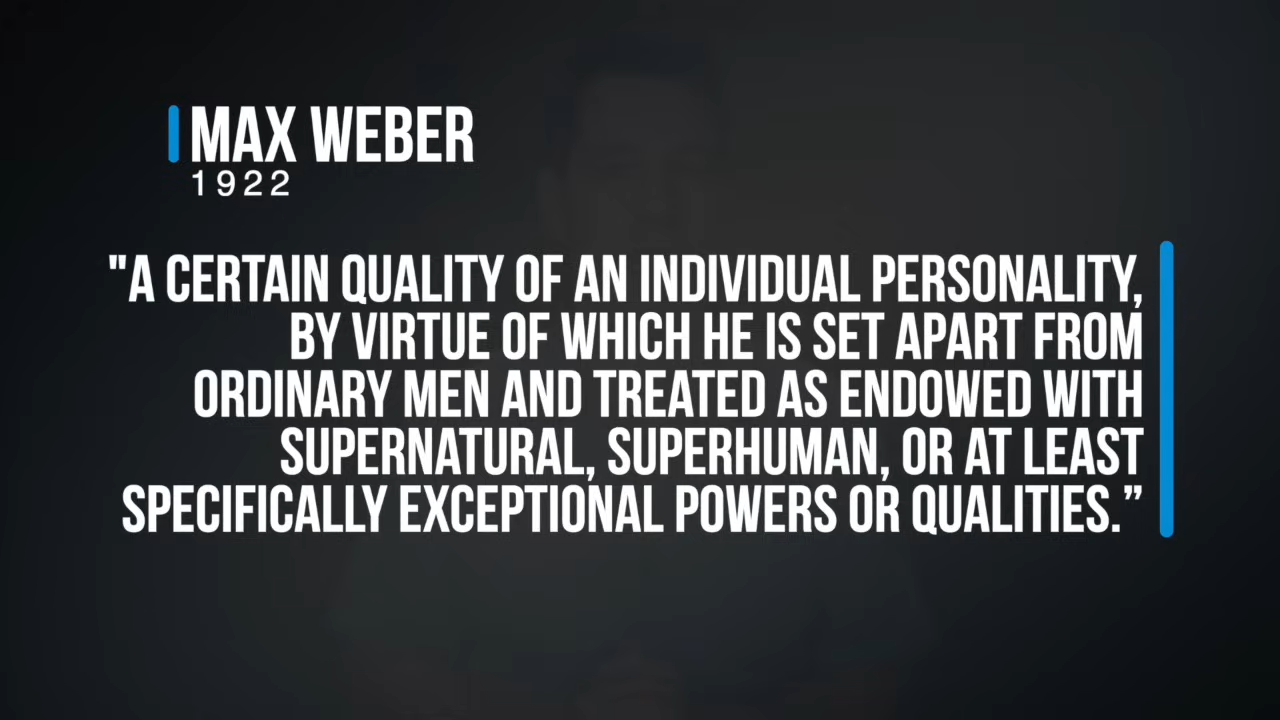 MAX WEBER
1922
"A CERTAIN QUALITY OF AN INDIVIDUAL PERSONALITY,
BY VIRTUE OF WHICH HE IS SET APART FROM
ORDINARY MEN AND TREATED AS ENDOWED WITH
SUPERNATURAL, SUPERHUMAN, OR AT LEAST
SPECIFICALLY EXCEPTIONAL POWERS OR QUALITIES.”